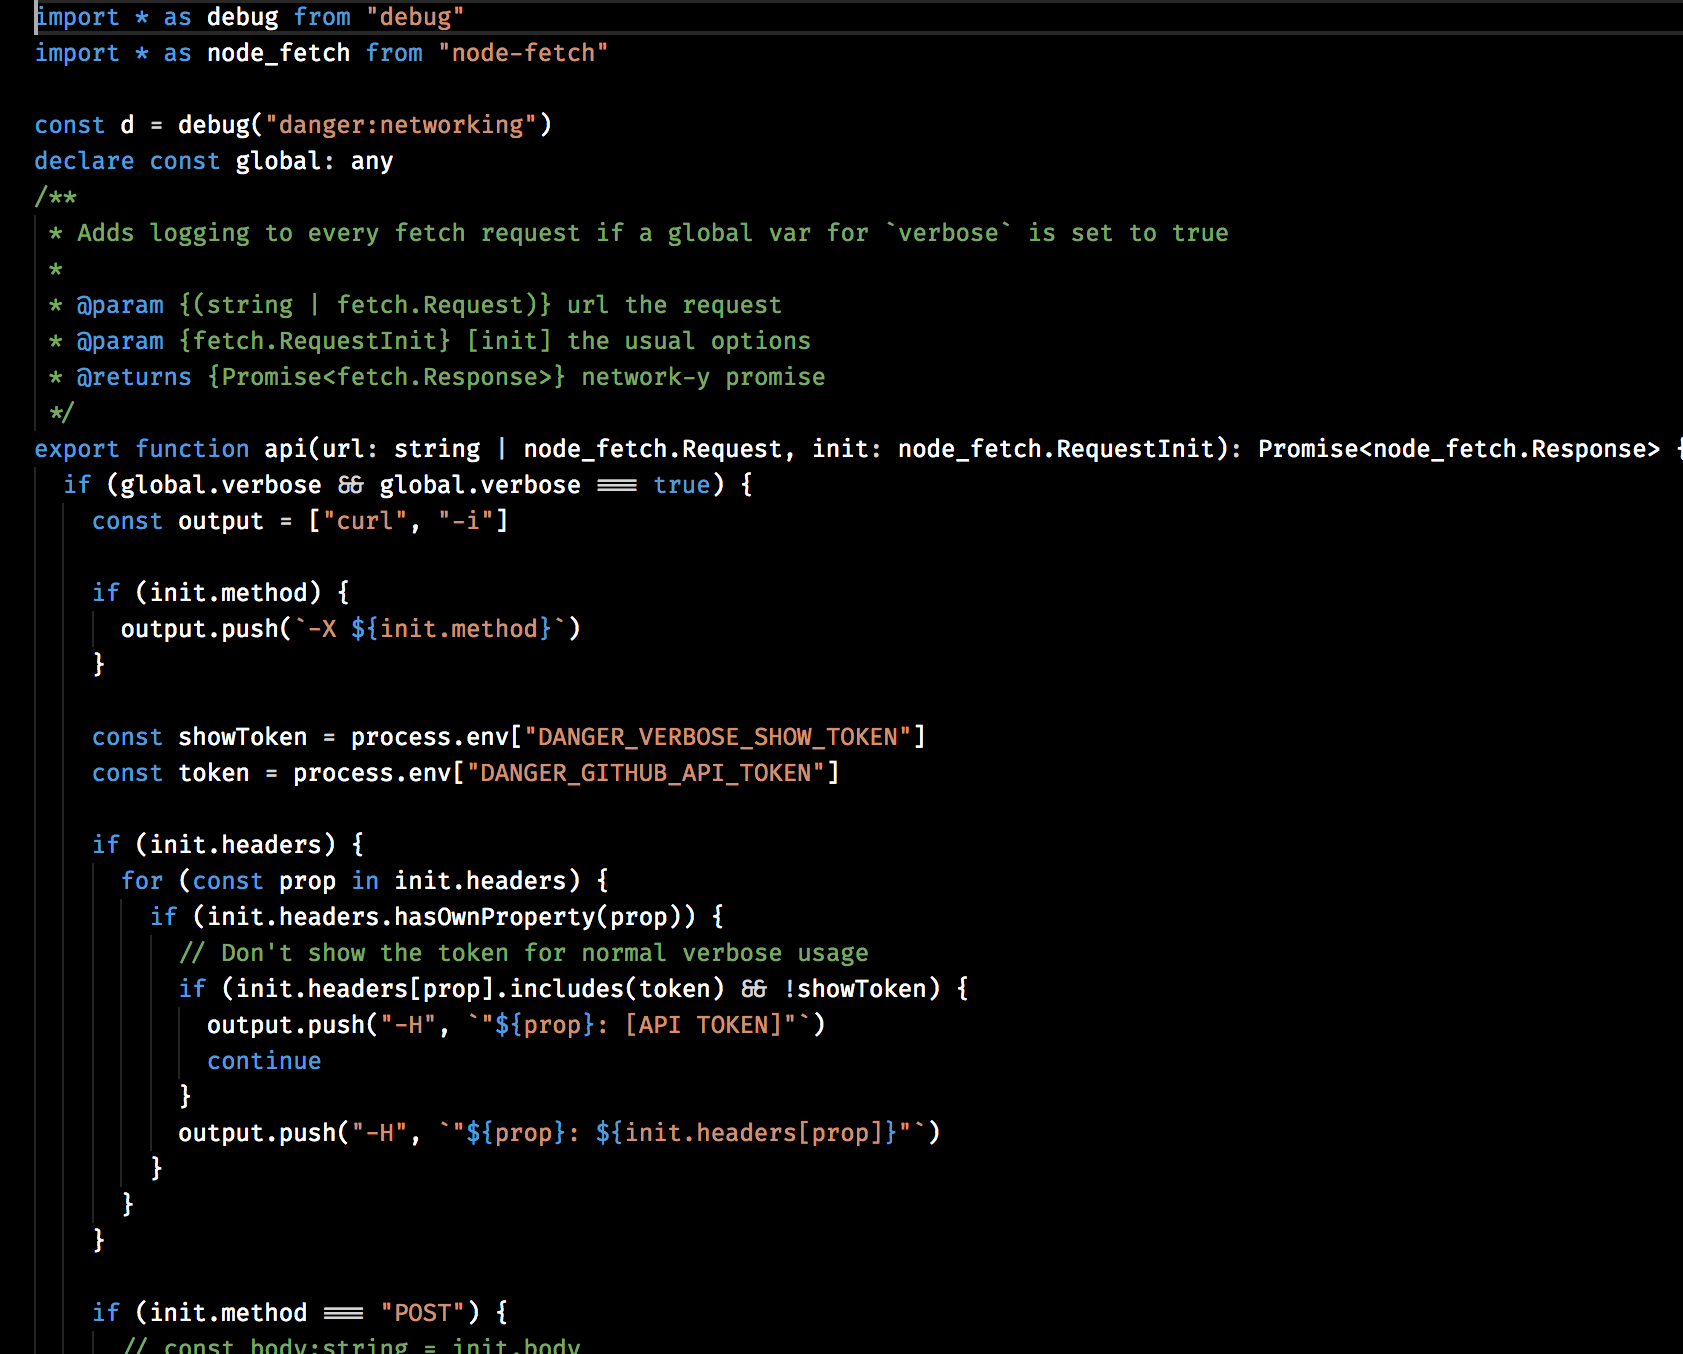 import * as debug from "debug"
import * as node_fetch from "node-fetch"

const d = debug("danger:networking")
declare const global: any
/**
 * Adds logging to every fetch request if a global var for `verbose` is set to true
 *
 * @param {(string | fetch.Request)} url the request
 * @param {fetch.RequestInit} [init] the usual options
 * @returns {Promise<fetch.Response>} network-y promise
 */
export function api(url: string | node_fetch.Request, init: node_fetch.RequestInit): Promise<node_fetch.Response> {
  if (global.verbose && global.verbose === true) {
    const output = ["curl", "-i"]

    if (init.method) {
      output.push(`-X ${init.method}`)
    }

    const showToken = process.env["DANGER_VERBOSE_SHOW_TOKEN"]
    const token = process.env["DANGER_GITHUB_API_TOKEN"]

    if (init.headers) {
      for (const prop in init.headers) {
        if (init.headers.hasOwnProperty(prop)) {
          // Don't show the token for normal verbose usage
          if (init.headers[prop].includes(token) && !showToken) {
            output.push("-H", `"${prop}: [API TOKEN]"`)
            continue
          }
          output.push("-H", `"${prop}: ${init.headers[prop]}"`)
        }
      }
    }

    if (init.method === "POST") {
      // const body:string = init.body